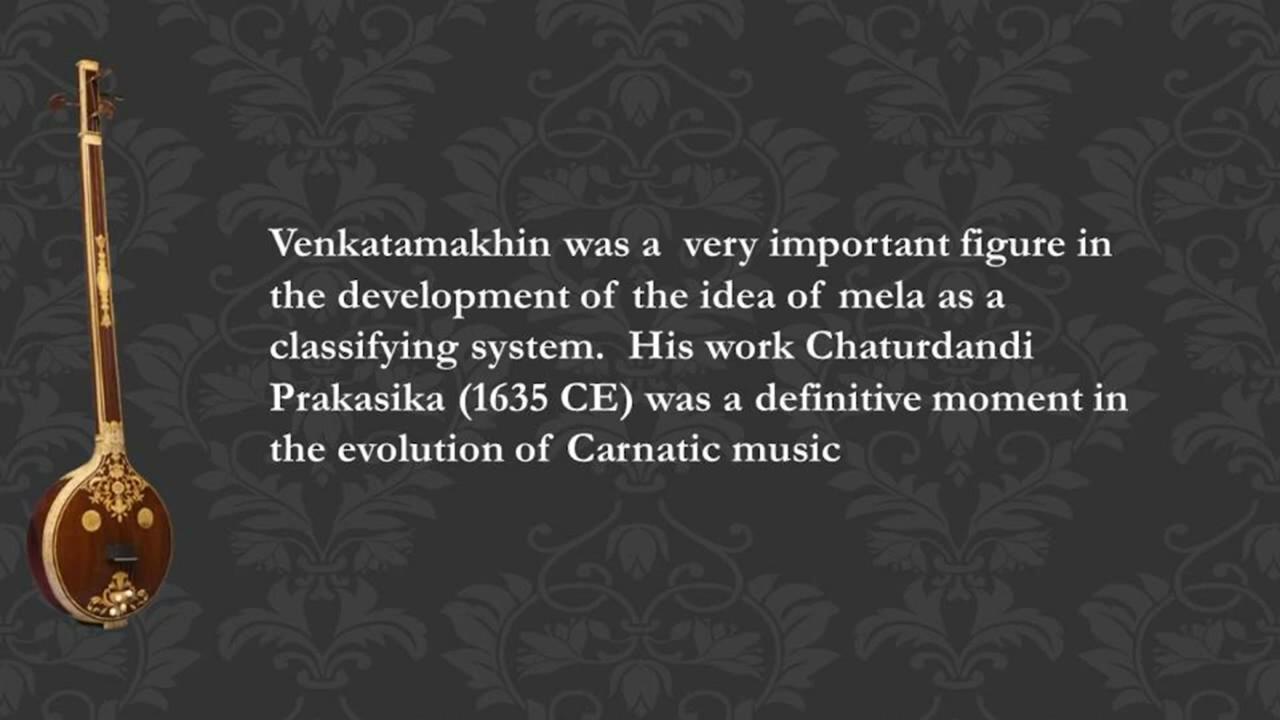 Venkatamakhin was a  very important figure in
the development of the idea of mela as a
classifying system.  His work Chaturdandi
Prakasika (1635 CE) was a definitive moment in
the evolution of Carnatic music